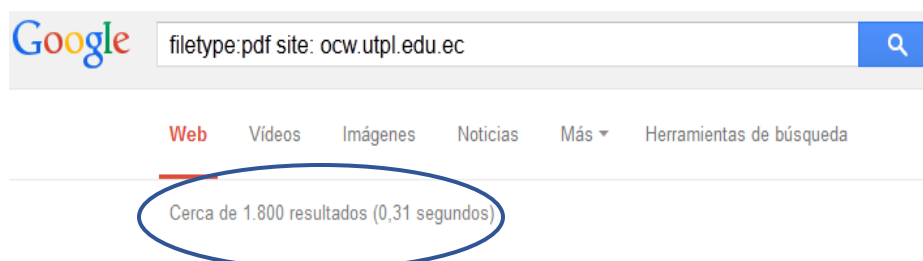 Google
filetype:pdf site: ocw.utpl.edu.ec
Web Vídeos Imágenes Noticias Más Herramientas de búsqueda
Cerca de 1.800 resultados (0,31 segundos)